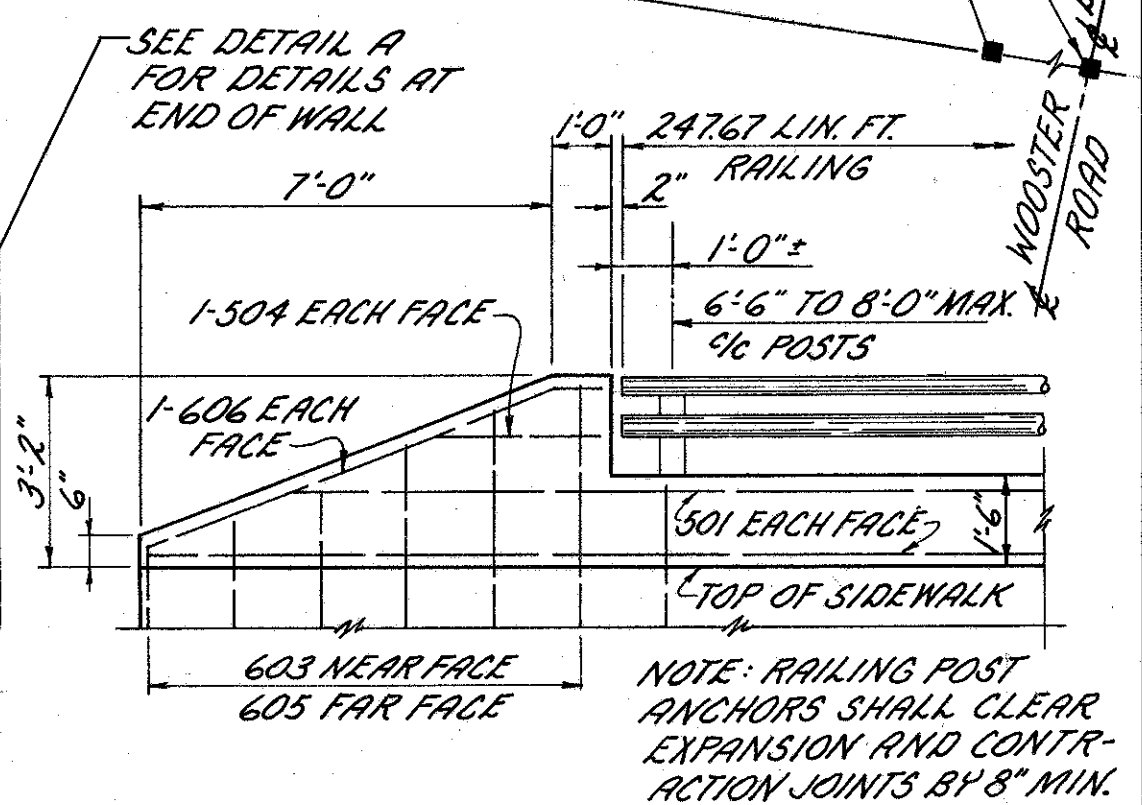 SEE DETAIL A
FOR DETAILS AT
END OF WALL
1'-0"
247.67 LIN. FT.
RAILING
7'-0"
2"
1'-0" ±
6'-6" TO 8'-0" MAX.
c/c POSTS
WOOSTER
ROAD
1-504 EACH FACE
1-606 EACH
FACE
3'-2"
6"
501 EACH FACE
1'-6"
TOP OF SIDEWALK
603 NEAR FACE
605 FAR FACE
NOTE: RAILING POST
ANCHORS SHALL CLEAR
EXPANSION AND CONTR-
ACTION JOINTS BY 8" MIN.